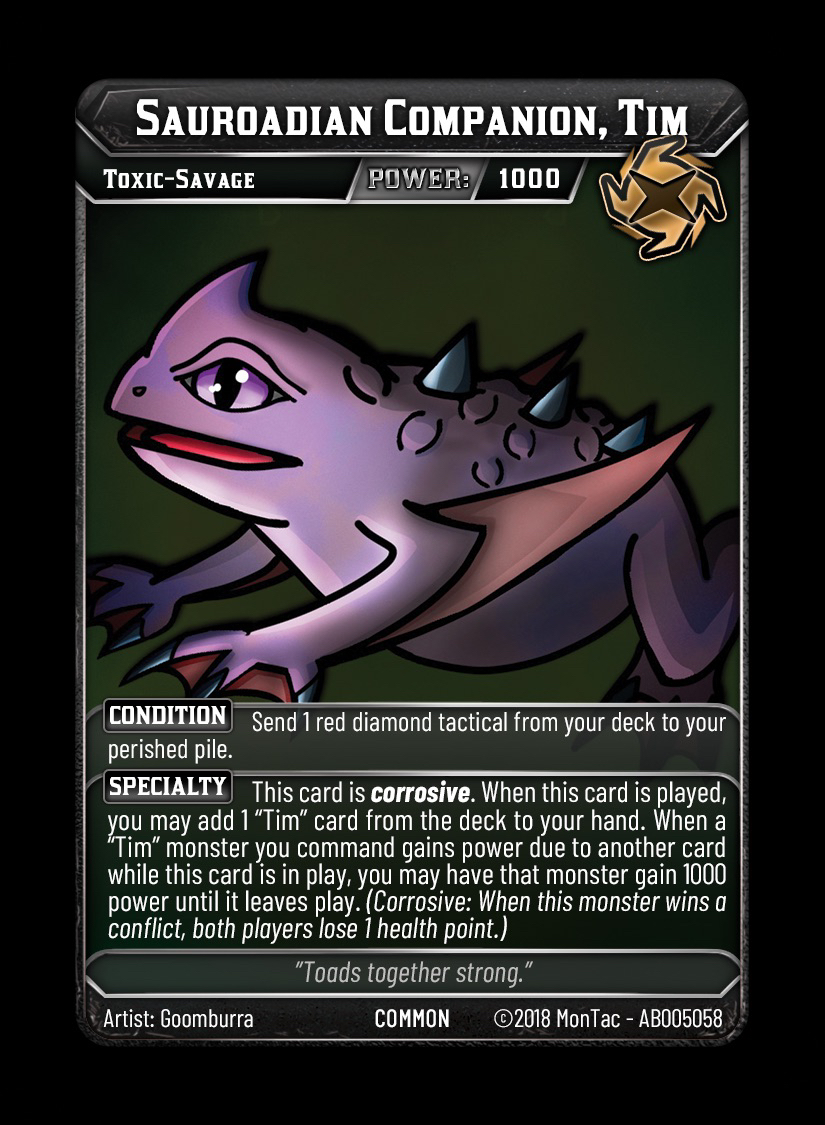 Sauroadian Companion, Tim
Toxic-Savage POWER: 1000
CONDITION Send 1 red diamond tactical from your deck to your
perished pile.
SPECIALTY This card is corrosive. When this card is played,
you may add 1 "Tim" card from the deck to your hand. When a
"Tim" monster you command gains power due to another card
while this card is in play, you may have that monster gain 1000
power until it leaves play. (Corrosive: When this monster wins a
conflict, both players lose 1 health point.)
"Toads together strong."
Artist: Goomburra COMMON ©2018 MonTac - AB005058